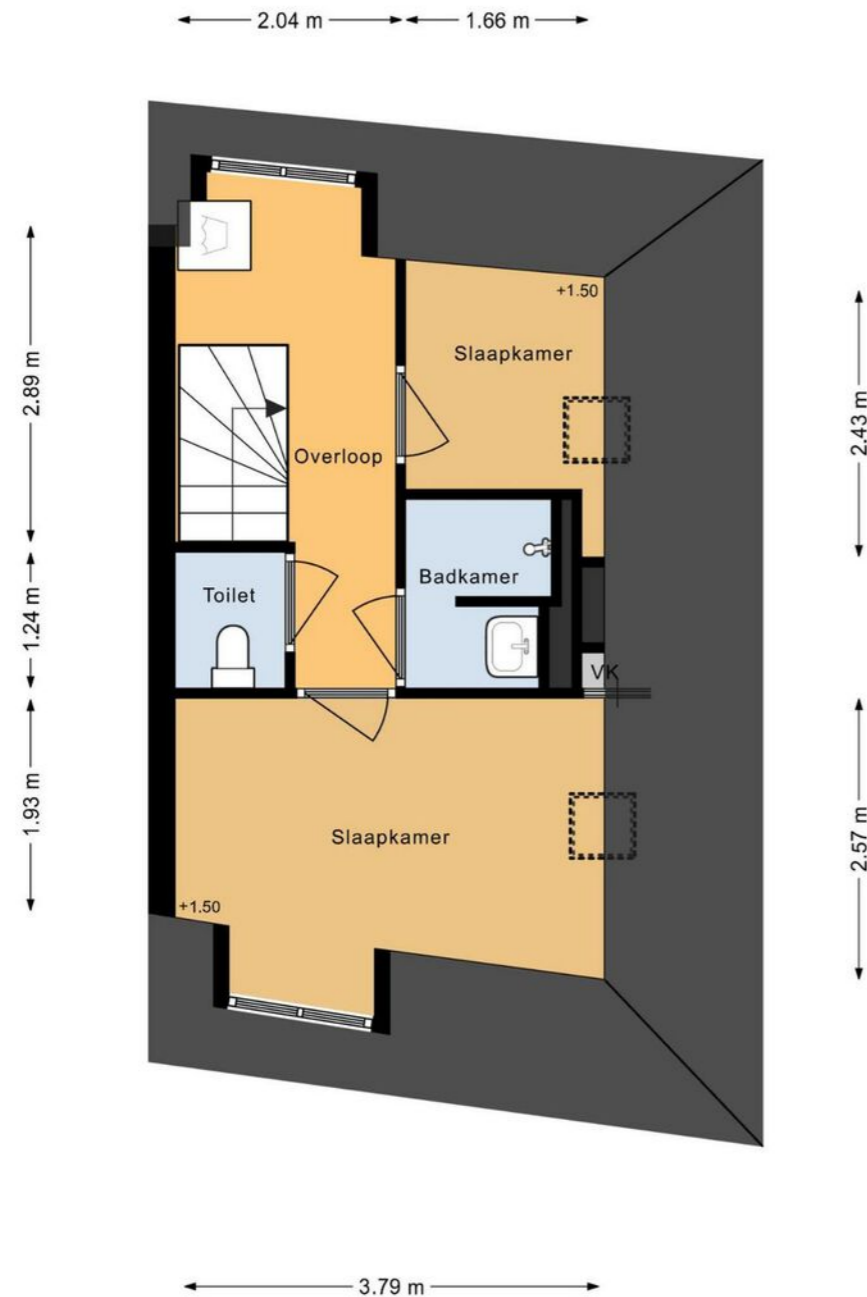 2.04 m
1.66 m
+1.50
Slaapkamer
2.89 m
2.43 m
Overloop
Badkamer
Toilet
1.24 m
VK
1.93 m
Slaapkamer
2.57 m
+1.50
3.79 m